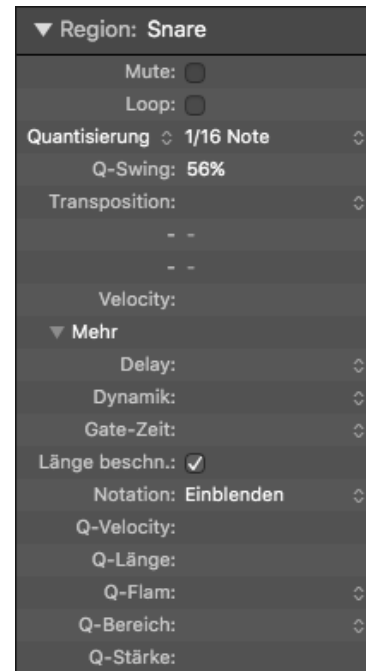 Region: Snare
Mute:
Loop:
Quantisierung 1/16 Note
Q-Swing: 56%
Transposition:
- -
- -
Velocity:
Mehr
Delay:
Dynamik:
Gate-Zeit:
Länge beschn.:
Notation: Einblenden
Q-Velocity:
Q-Länge:
Q-Flam:
Q-Bereich:
Q-Stärke: